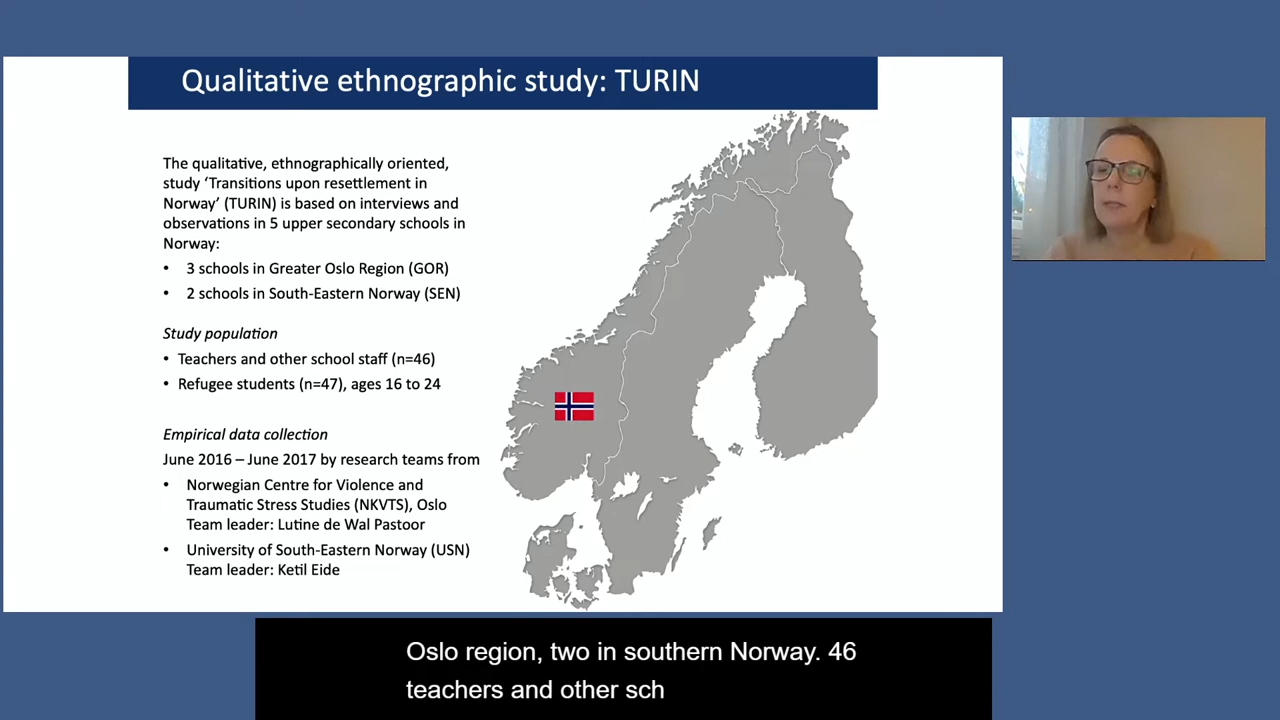 Qualitative ethnographic study: TURIN
The qualitative, ethnographically oriented,
study ‘Transitions upon resettlement in
Norway’ (TURIN) is based on interviews and
observations in 5 upper secondary schools in
Norway:
• 3 schools in Greater Oslo Region (GOR)
• 2 schools in South-Eastern Norway (SEN)
Study population
• Teachers and other school staff (n=46)
• Refugee students (n=47), ages 16 to 24
Empirical data collection
June 2016 – June 2017 by research teams from
• Norwegian Centre for Violence and
Traumatic Stress Studies (NKVTS), Oslo
Team leader: Lutine de Wal Pastoor
• University of South-Eastern Norway (USN)
Team leader: Ketil Eide
Oslo region, two in southern Norway. 46
teachers and other sch